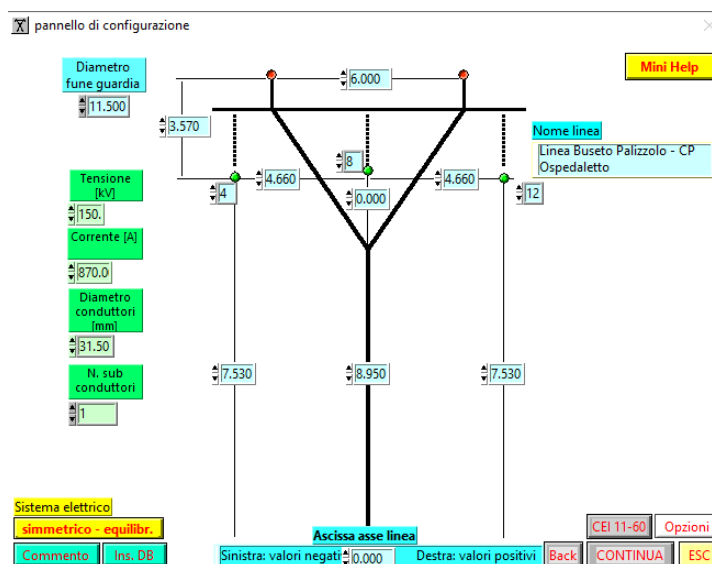 pannello di configurazione
Diametro
fune guardia
11.500
6.000
Mini Help
3.570
Nome linea
Linea Buseto Palizzolo - CP
Ospedaletto
8
4.660
4.660
4
12
0.000
Tensione
[kV]
150.
Corrente [A]
870.0
Diametro
conduttori
[mm]
31.50
N. sub
conduttori
1
7.530
8.950
7.530
Sistema elettrico
simmetrico - equilibr.
Commento
Ins. DB
Ascissa asse linea
Sinistra: valori negati
0.000
Destra: valori positivi
CEI 11-60
Opzioni
Back
CONTINUA
ESC